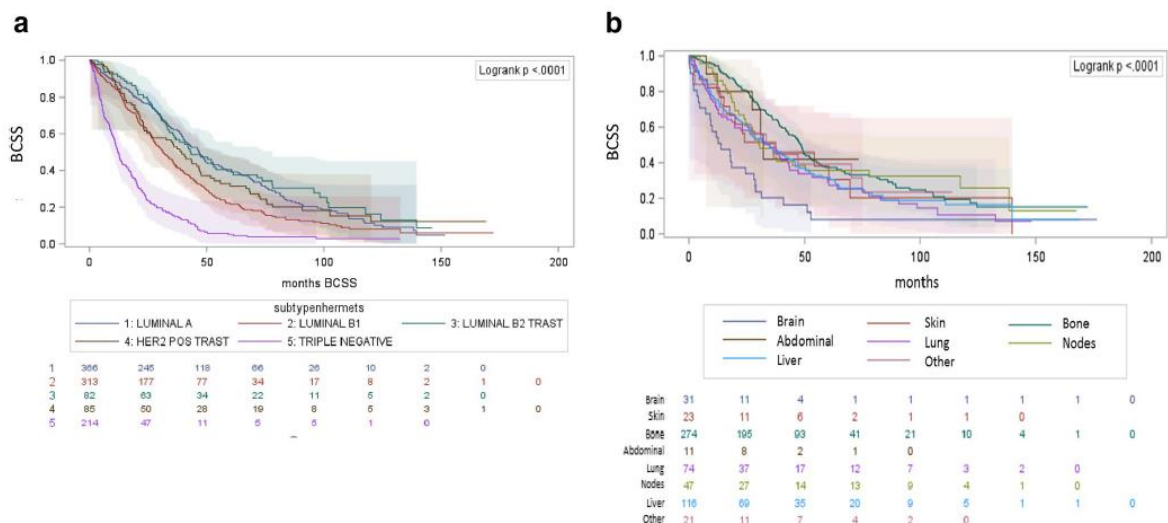 a
BCSS
1.0
0.8
0.6
0.4
0.2
0.0
Logrank p <.0001
0 50 100 150 200
months BCSS
subtypenhermets
1: LUMINAL A 2: LUMINAL B1 3: LUMINAL B2 TRAST
4: HER2 POS TRAST 5: TRIPLE NEGATIVE
1 366 245 118 66 26 10 2 0
2 313 177 77 34 17 8 2 1 0
3 82 63 34 22 11 5 2 0
4 85 50 28 19 8 5 3 1 0
5 214 47 11 5 5 1 0
b
BCSS
1.0
0.8
0.6
0.4
0.2
0.0
Logrank p <.0001
0 50 100 150 200
months
Brain Skin Bone
Abdominal Lung Nodes
Liver Other
Brain 31 11 4 1 1 1 1 1 0
Skin 23 11 6 2 1 1 0
Bone 274 195 93 41 21 10 4 1 0
Abdominal 11 8 2 1 0
Lung 74 37 17 12 7 3 2 0
Nodes 47 27 14 13 9 4 1 0
Liver 116 69 35 20 9 5 1 1 0
Other 21 11 7 4 2 0